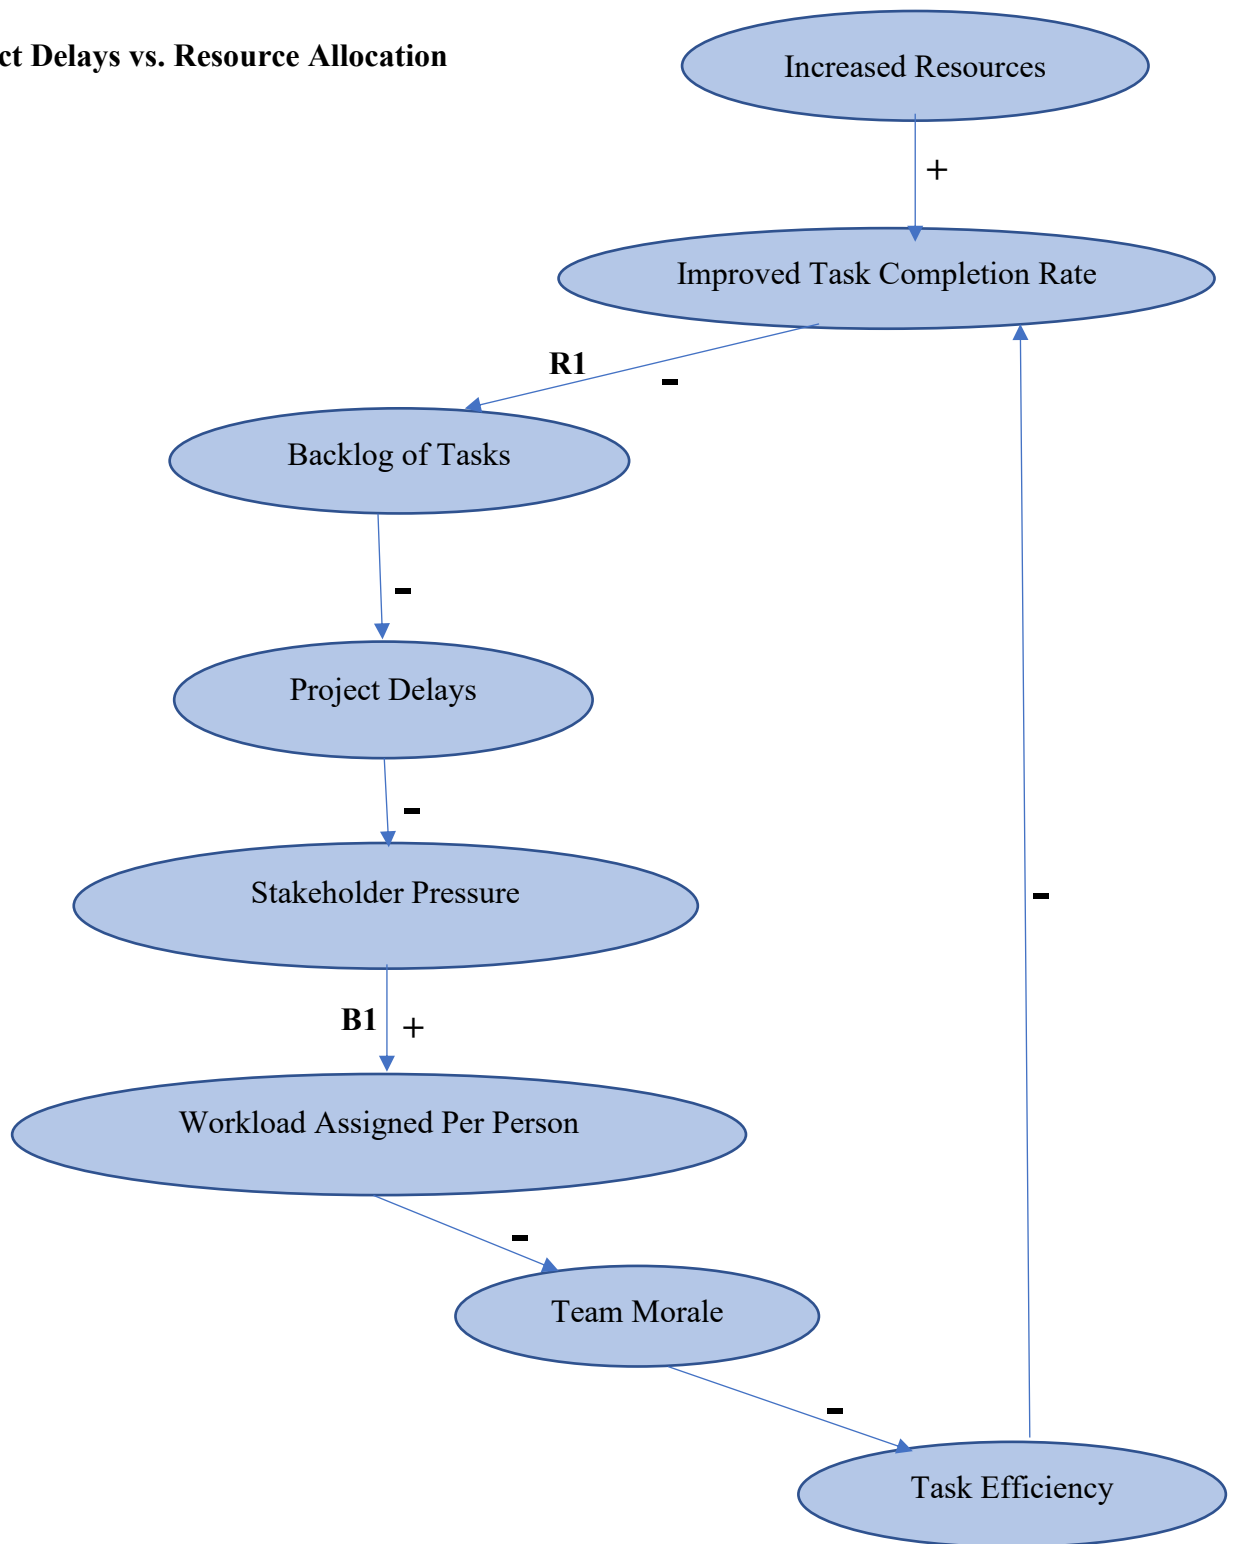 ct Delays vs. Resource Allocation
Increased Resources
+
Improved Task Completion Rate
R1
-
Backlog of Tasks
-
Project Delays
-
Stakeholder Pressure
-
B1 +
Workload Assigned Per Person
-
Team Morale
-
Task Efficiency